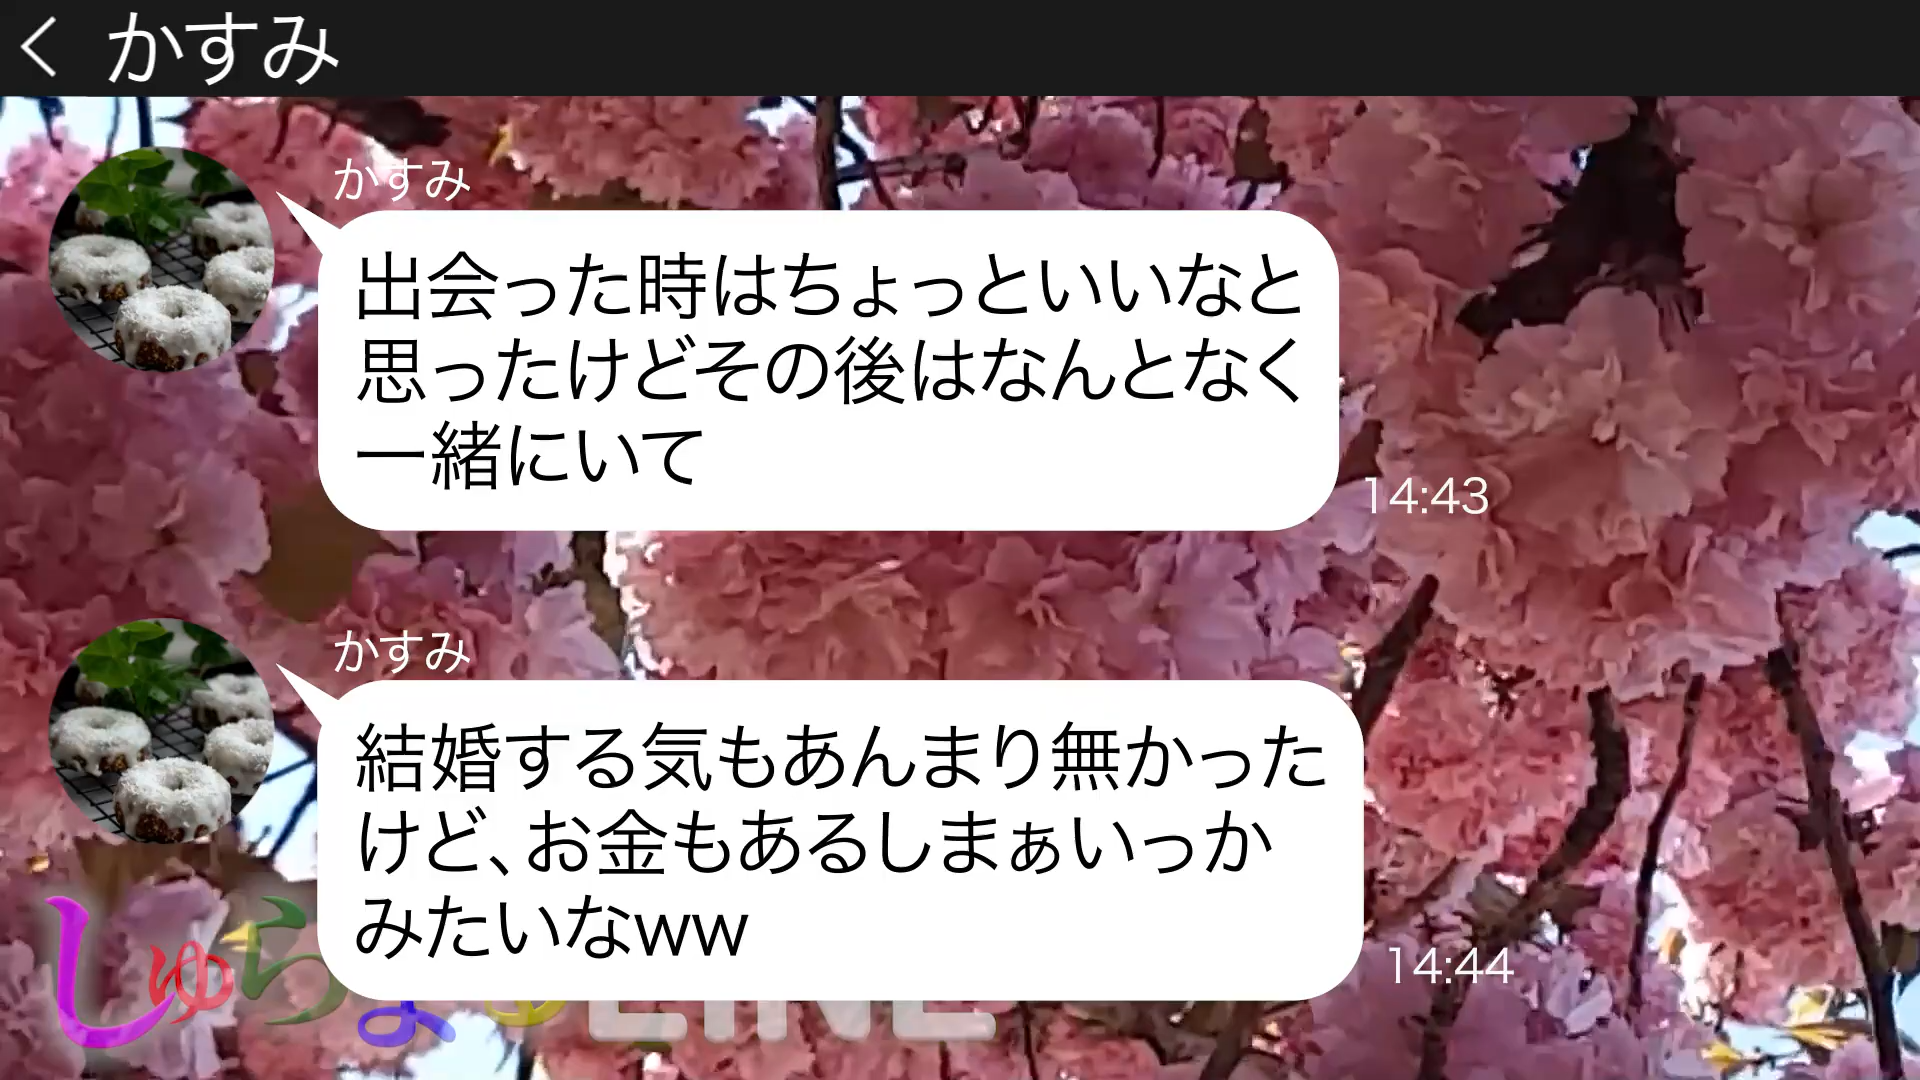 かすみ
かすみ
出会った時はちょっといいなと
思ったけどその後はなんとなく
一緒にいて
14:43
かすみ
結婚する気もあんまり無かった
けど、お金もあるしまぁいっか
みたいなww
14:44
しゅら
LINE